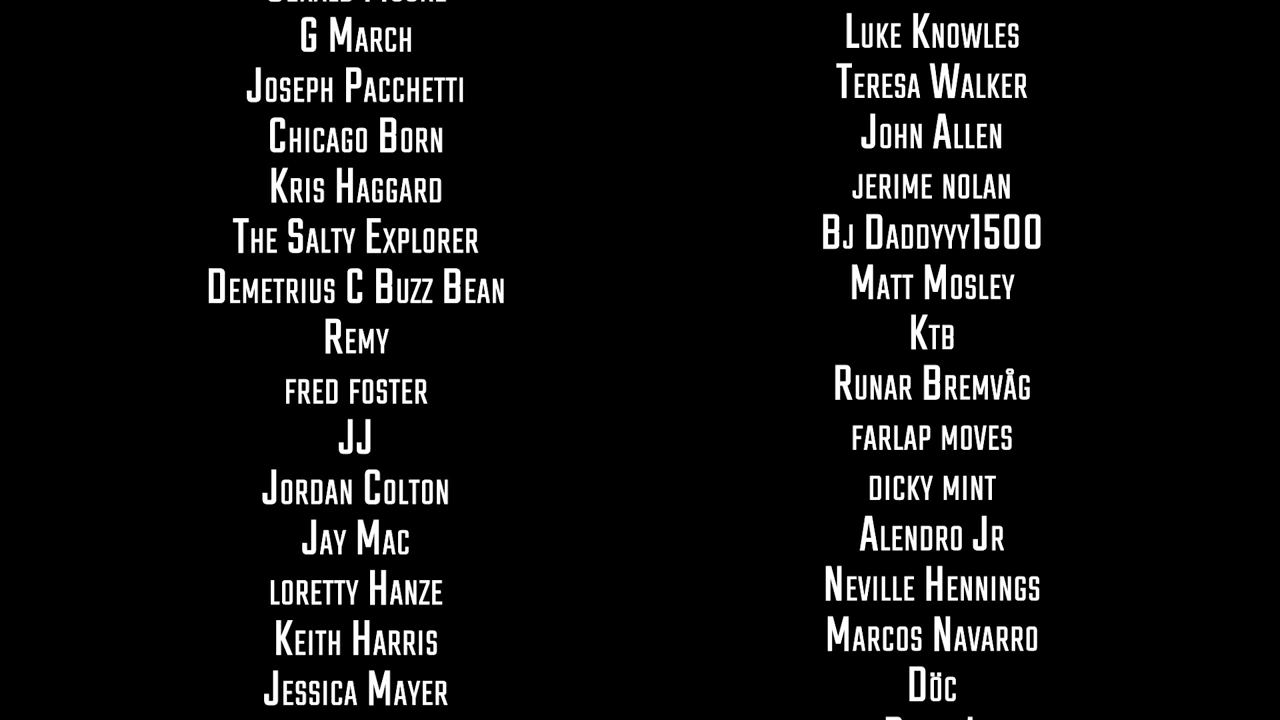 G March
Joseph Pacchetti
Chicago Born
Kris Haggard
The Salty Explorer
Demetrius C Buzz Bean
Remy
fred foster
JJ
Jordan Colton
Jay Mac
loretty Hanze
Keith Harris
Jessica Mayer
Luke Knowles
Teresa Walker
John Allen
jerime nolan
Bj Daddyyy1500
Matt Mosley
Ktb
Runar Bremvåg
farlap moves
dicky mint
Alendro Jr
Neville Hennings
Marcos Navarro
Döc